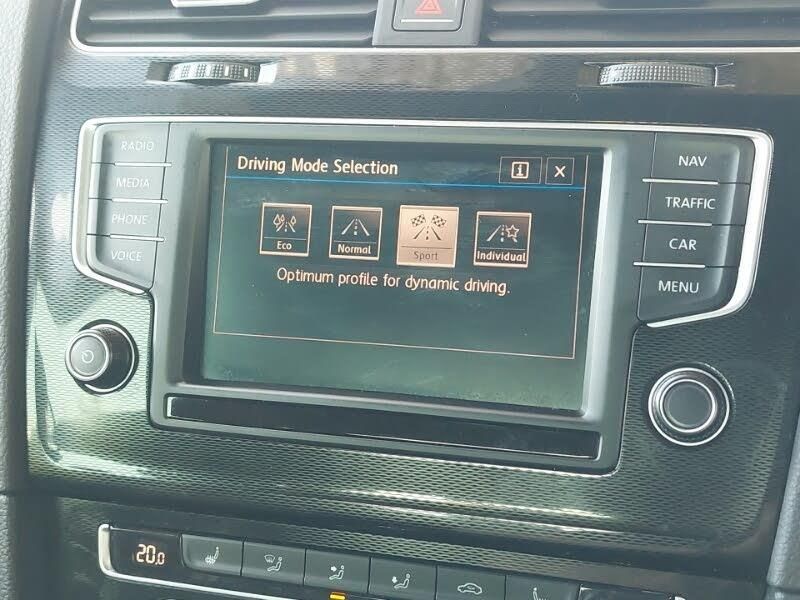 RADIO
MEDIA
PHONE
VOICE
Driving Mode Selection i X
Eco Normal Sport Individual
Optimum profile for dynamic driving.
NAV
TRAFFIC
CAR
MENU
20.0